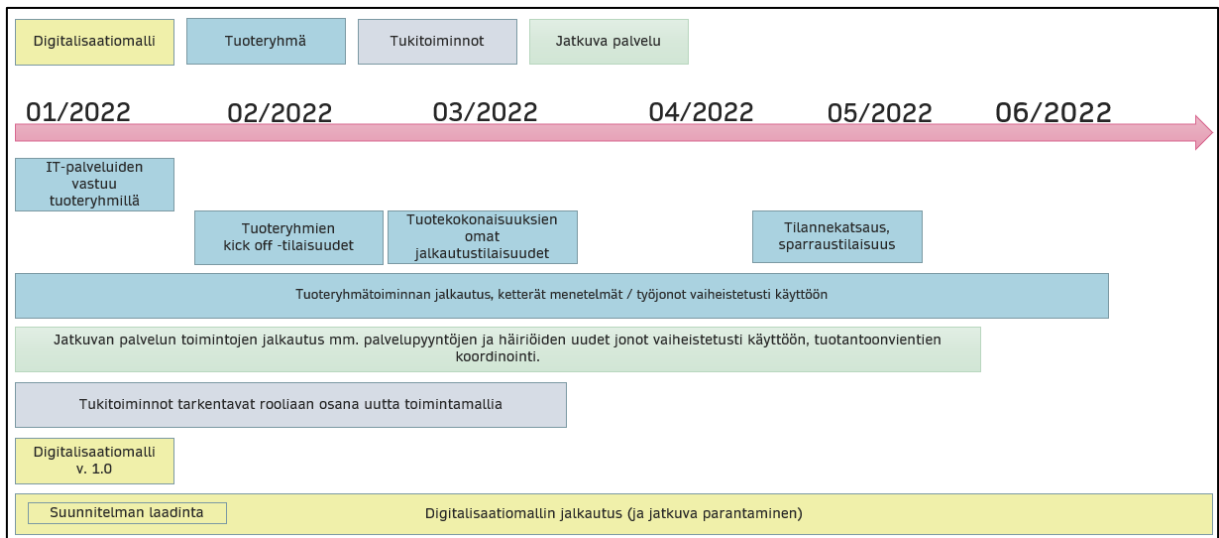 Digitalisaatiomalli
Tuoteryhmä
Tukitoiminnot
Jatkuva palvelu
01/2022
02/2022
03/2022
04/2022
05/2022
06/2022
IT-palveluiden
vastuu
tuoteryhmillä
Tuoteryhmien
kick off -tilaisuudet
Tuotekokonaisuuksien
omat
jalkautustilaisuudet
Tilannekatsaus,
sparraustilaisuus
Tuoteryhmätoiminnan jalkautus, ketterät menetelmät / työjonot vaiheistetusti käyttöön
Jatkuvan palvelun toimintojen jalkautus mm. palvelupyyntöjen ja häiriöiden uudet jonot vaiheistetusti käyttöön, tuotantoonvientien
koordinointi.
Tukitoiminnot tarkentavat rooliaan osana uutta toimintamallia
Digitalisaatiomalli
v. 1.0
Suunnitelman laadinta
Digitalisaatiomallin jalkautus (ja jatkuva parantaminen)